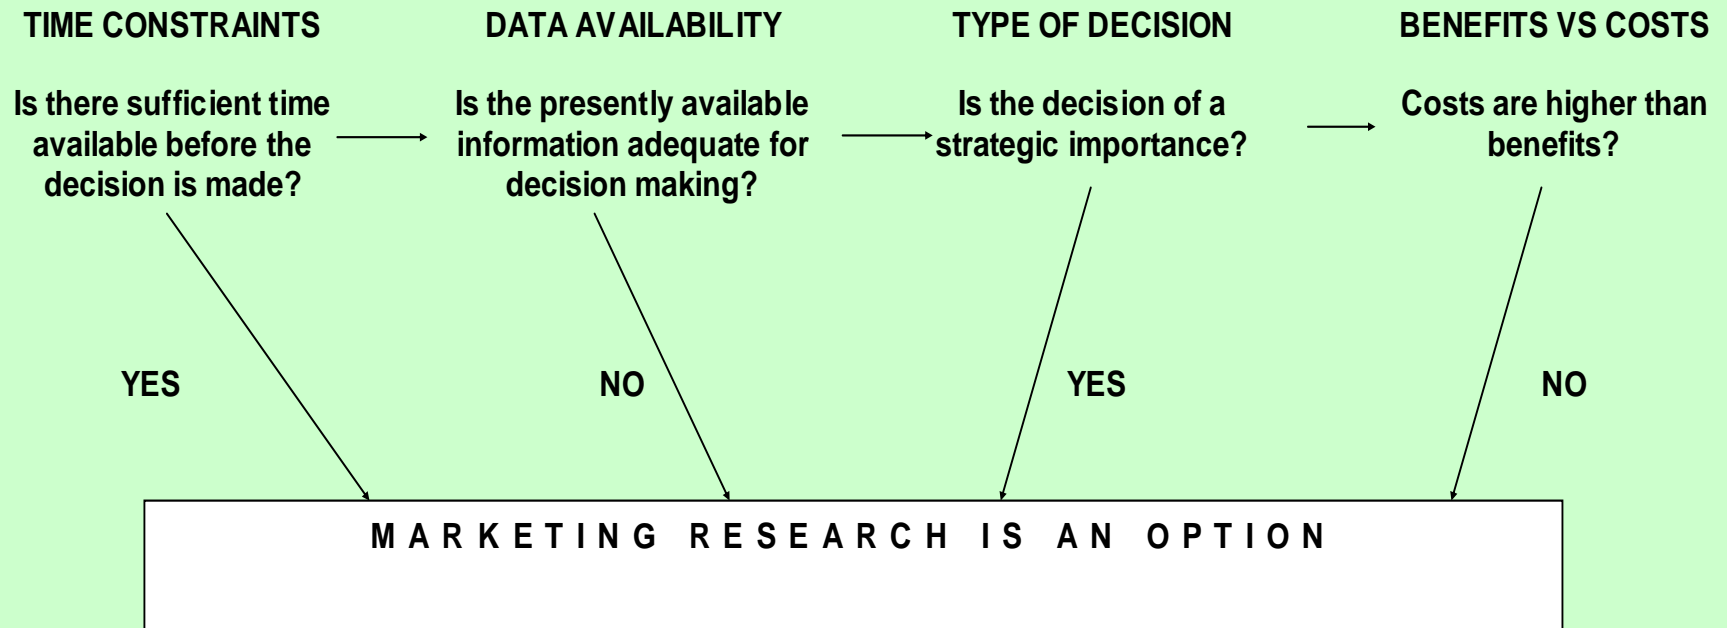 TIME CONSTRAINTS
DATA AVAILABILITY
TYPE OF DECISION
BENEFITS VS COSTS
Is there sufficient time
available before the
decision is made?
Is the presently available
information adequate for
decision making?
Is the decision of a
strategic importance?
Costs are higher than
benefits?
YES
NO
YES
NO
MARKETING RESEARCH IS AN OPTION